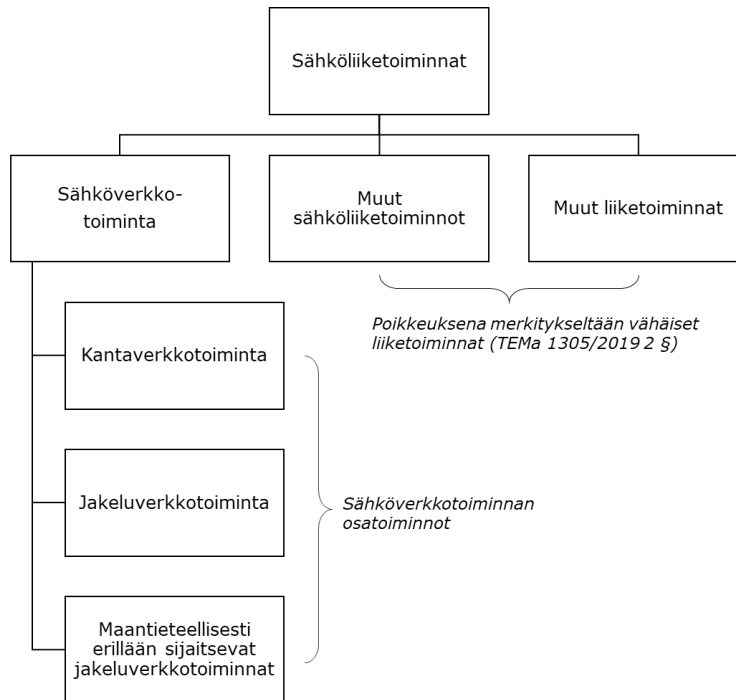 Sähköliiketoiminnat
Sähköverkko-
toiminta
Muut
sähköliiketoiminnot
Muut liiketoiminnat
Poikkeuksena merkitykseltään vähäiset
liiketoiminnat (TEMa 1305/2019 2 §)
Kantaverkkotoiminta
Jakeluverkkotoiminta
Sähköverkkotoiminnan
osatoiminnot
Maantieteellisesti
erillään sijaitsevat
jakeluverkkotoiminnat